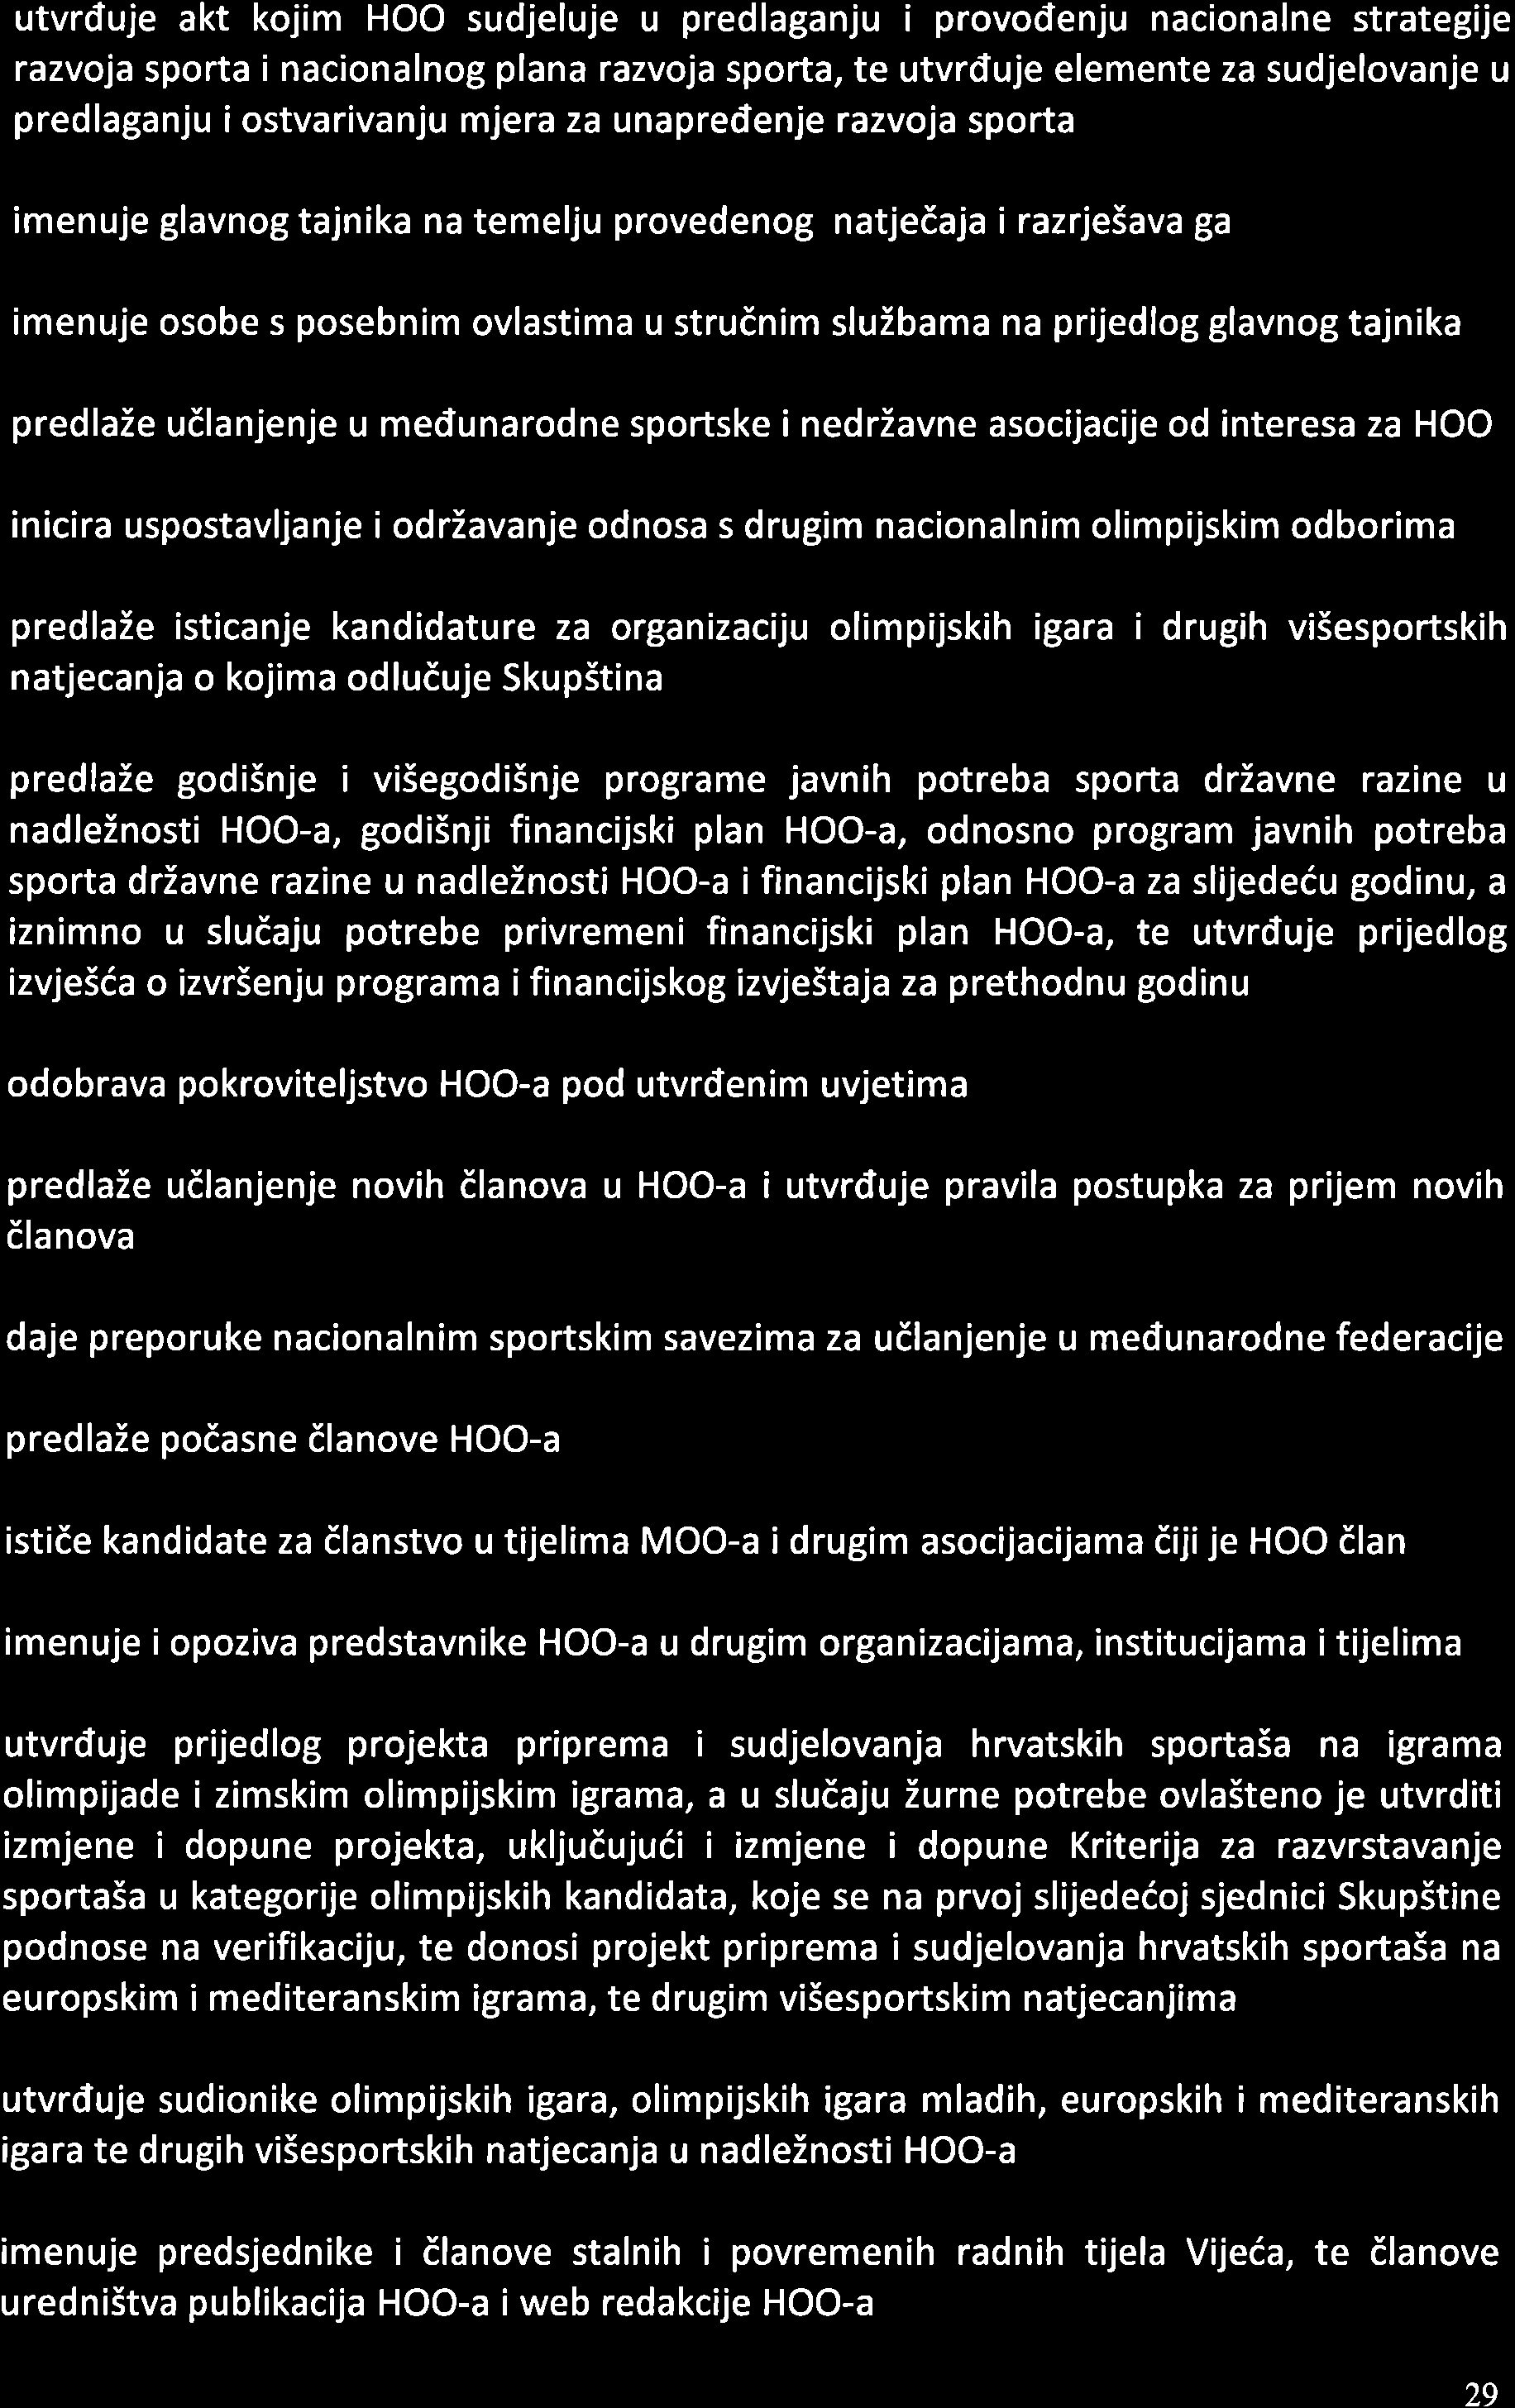 utvrđuje akt kojim HOO sudjeluje u predlaganju i provođenju nacionalne strategije
razvoja sporta i nacionalnog plana razvoja sporta, te utvrđuje elemente za sudjelovanje u
predlaganju i ostvarivanju mjera za unapređenje razvoja sporta
imenuje glavnog tajnika na temelju provedenog natječaja i razrješava ga
imenuje osobe s posebnim ovlastima u stručnim službama na prijedlog glavnog tajnika
predlaže učlanjenje u međunarodne sportske i nedržavne asocijacije od interesa za HOO
inicira uspostavljanje i održavanje odnosa s drugim nacionalnim olimpijskim odborima
predlaže isticanje kandidature za organizaciju olimpijskih igara i drugih višesportskih
natjecanja o kojima odlučuje Skupština
predlaže godišnje i višegodišnje programe javnih potreba sporta državne razine u
nadležnosti HOO-a, godišnji financijski plan HOO-a, odnosno program javnih potreba
sporta državne razine u nadležnosti HOO-a i financijski plan HOO-a za slijedeću godinu, a
iznimno u slučaju potrebe privremeni financijski plan HOO-a, te utvrđuje prijedlog
izvješća o izvršenju programa i financijskog izvještaja za prethodnu godinu
odobrava pokroviteljstvo HOO-a pod utvrđenim uvjetima
predlaže učlanjenje novih članova u HOO-a i utvrđuje pravila postupka za prijem novih
članova
daje preporuke nacionalnim sportskim savezima za učlanjenje u međunarodne federacije
predlaže počasne članove HOO-a
ističe kandidate za članstvo u tijelima MOO-a i drugim asocijacijama čiji je HOO član
imenuje i opoziva predstavnike HOO-a u drugim organizacijama, institucijama i tijelima
utvrđuje prijedlog projekta priprema i sudjelovanja hrvatskih sportaša na igrama
olimpijade i zimskim olimpijskim igrama, a u slučaju žurne potrebe ovlašteno je utvrditi
izmjene i dopune projekta, uključujući i izmjene i dopune Kriterija za razvrstavanje
sportaša u kategorije olimpijskih kandidata, koje se na prvoj slijedećoj sjednici Skupštine
podnose na verifikaciju, te donosi projekt priprema i sudjelovanja hrvatskih sportaša na
europskim i mediteranskim igrama, te drugim višesportskim natjecanjima
utvrđuje sudionike olimpijskih igara, olimpijskih igara mladih, europskih i mediteranskih
igara te drugih višesportskih natjecanja u nadležnosti HOO-a
imenuje predsjednike i članove stalnih i povremenih radnih tijela Vijeća, te članove
uredništva publikacija HOO-a i web redakcije HOO-a
29